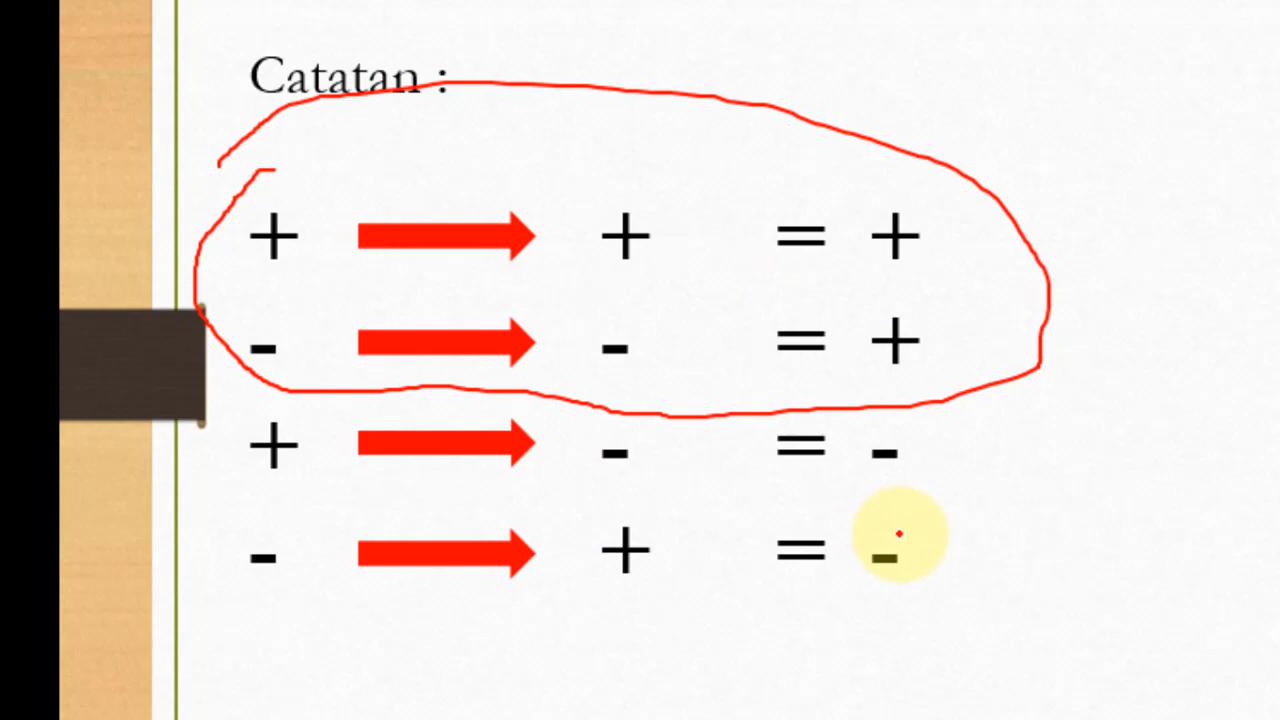 Catatan :
+ → + = +
- → - = +
+ → - = -
- → + = -